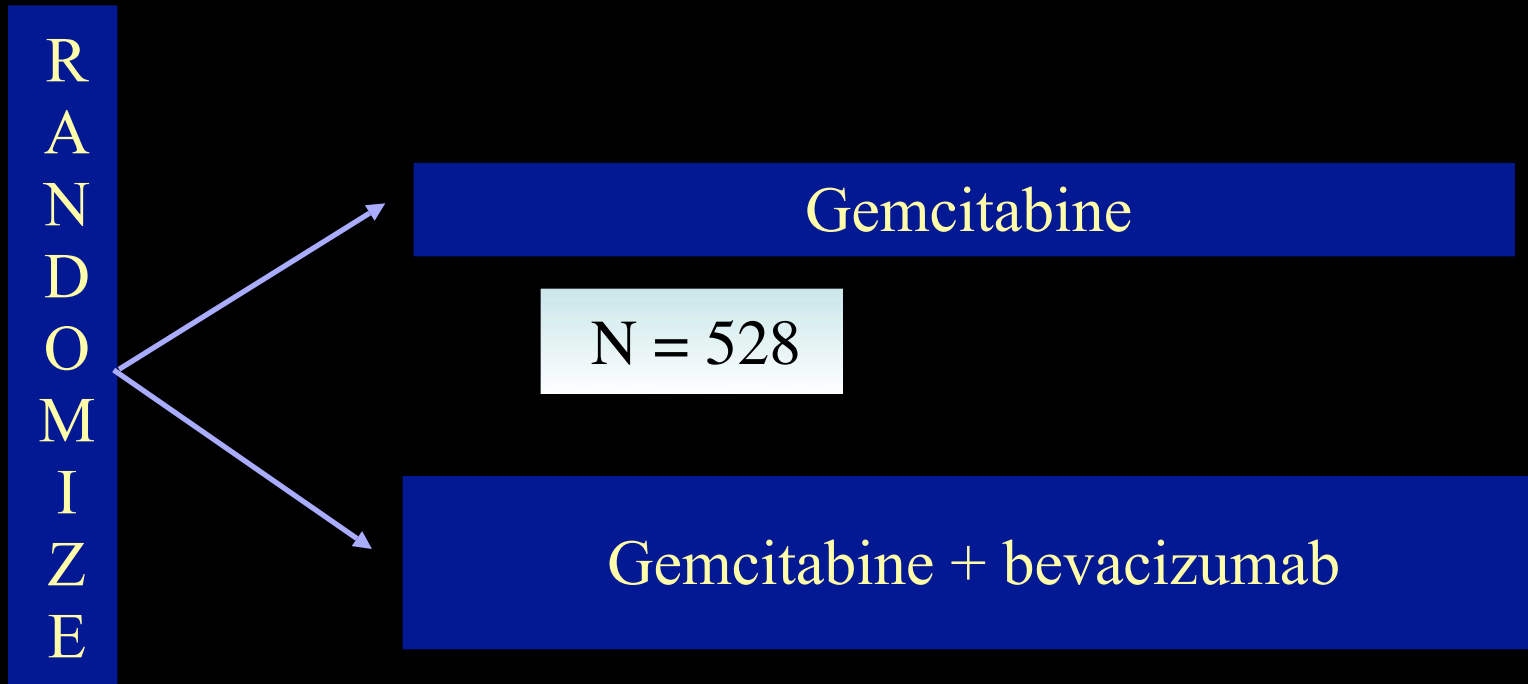 R
A
N
D
O
M
I
Z
E
Gemcitabine
N = 528
Gemcitabine + bevacizumab